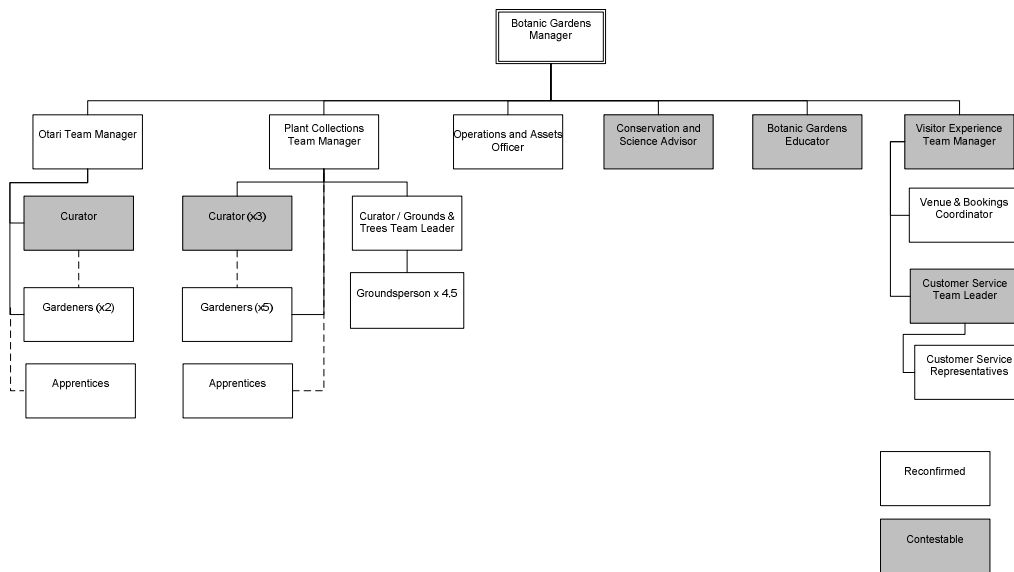 Botanic Gardens
Manager
Otari Team Manager
Plant Collections
Team Manager
Operations and Assets
Officer
Conservation and
Science Advisor
Botanic Gardens
Educator
Visitor Experience
Team Manager
Curator
Curator (x3)
Curator / Grounds &
Trees Team Leader
Venue & Bookings
Coordinator
Gardeners (x2)
Gardeners (x5)
Groundsperson x 4.5
Customer Service
Team Leader
Apprentices
Apprentices
Customer Service
Representatives
Reconfirmed
Contestable